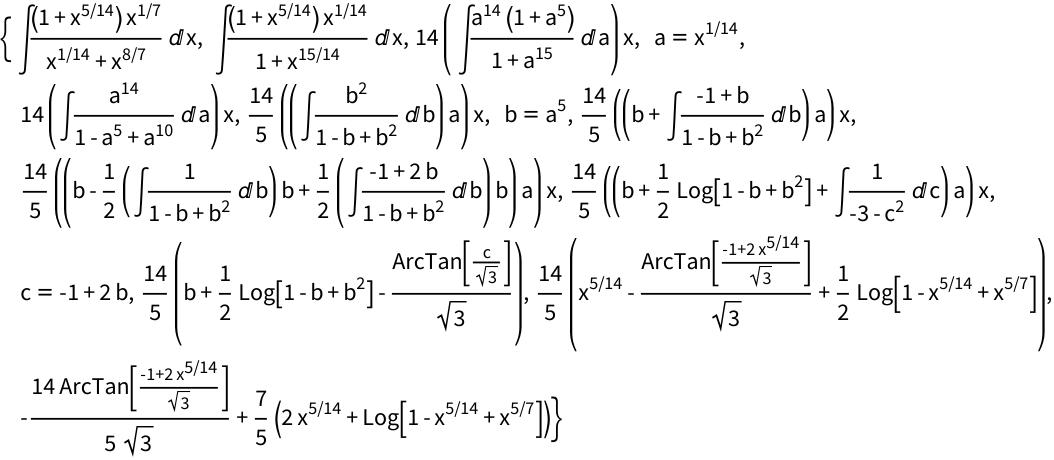 {∫((1 + x^(5/14)) x^(1/7))/(x^(1/14) + x^(8/7)) ⅆx, ∫((1 + x^(5/14)) x^(1/14))/(1 + x^(15/14)) ⅆx, 14 (∫(a^14 (1 + a^5))/(1 + a^15) ⅆa) x, a = x^(1/14),
14 (∫a^14/(1 - a^5 + a^10) ⅆa) x, 14/5 ((∫b^2/(1 - b + b^2) ⅆb) a) x, b = a^5, 14/5 ((b + ∫(-1 + b)/(1 - b + b^2) ⅆb) a) x,
14/5 ((b - 1/2 (∫1/(1 - b + b^2) ⅆb) b + 1/2 (∫(-1 + 2 b)/(1 - b + b^2) ⅆb) b) a) x, 14/5 ((b + 1/2 Log[1 - b + b^2] + ∫1/(-3 - c^2) ⅆc) a) x,
c = -1 + 2 b, 14/5 (b + 1/2 Log[1 - b + b^2] - ArcTan[c/√3]/√3), 14/5 (x^(5/14) - ArcTan[(-1+2 x^(5/14))/√3]/√3 + 1/2 Log[1 - x^(5/14) + x^(5/7)]),
-(14 ArcTan[(-1+2 x^(5/14))/√3])/(5 √3) + 7/5 (2 x^(5/14) + Log[1 - x^(5/14) + x^(5/7)])}